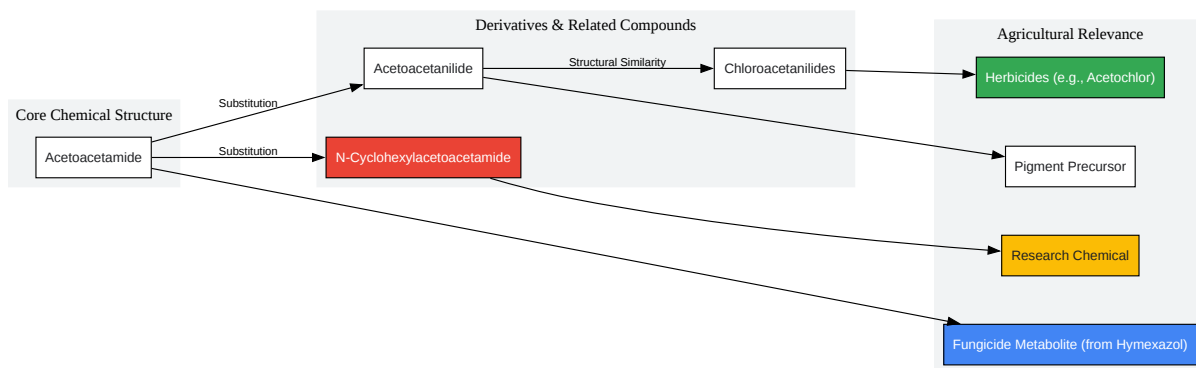 Derivatives & Related Compounds
Agricultural Relevance
Acetoacetanilide
Structural Similarity
Chloroacetanilides
Herbicides (e.g., Acetochlor)
Substitution
Core Chemical Structure
Acetoacetamide
Substitution
N-Cyclohexylacetoacetamide
Pigment Precursor
Research Chemical
Fungicide Metabolite (from Hymexazol)